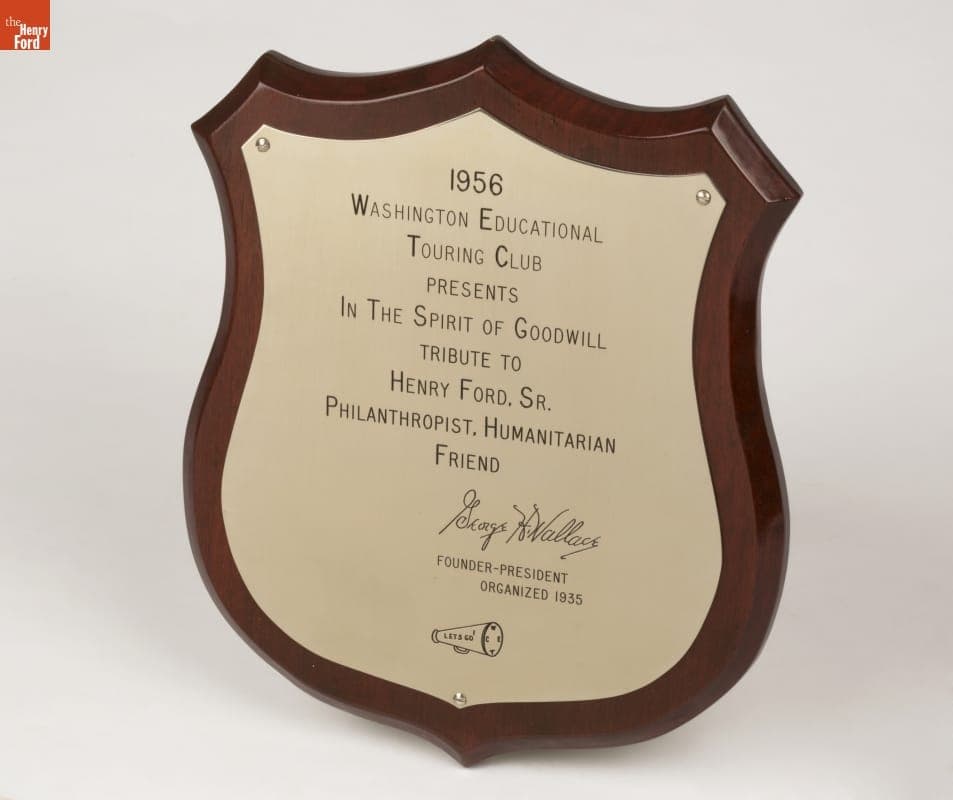 the
Henry
Ford
1956
WASHINGTON EDUCATIONAL
TOURING CLUB
PRESENTS
IN THE SPIRIT OF GOODWILL
TRIBUTE TO
HENRY FORD, SR.
PHILANTHROPIST, HUMANITARIAN
FRIEND
George H. Wallace
FOUNDER-PRESIDENT
ORGANIZED 1935
LETS GO!
W
C E
T